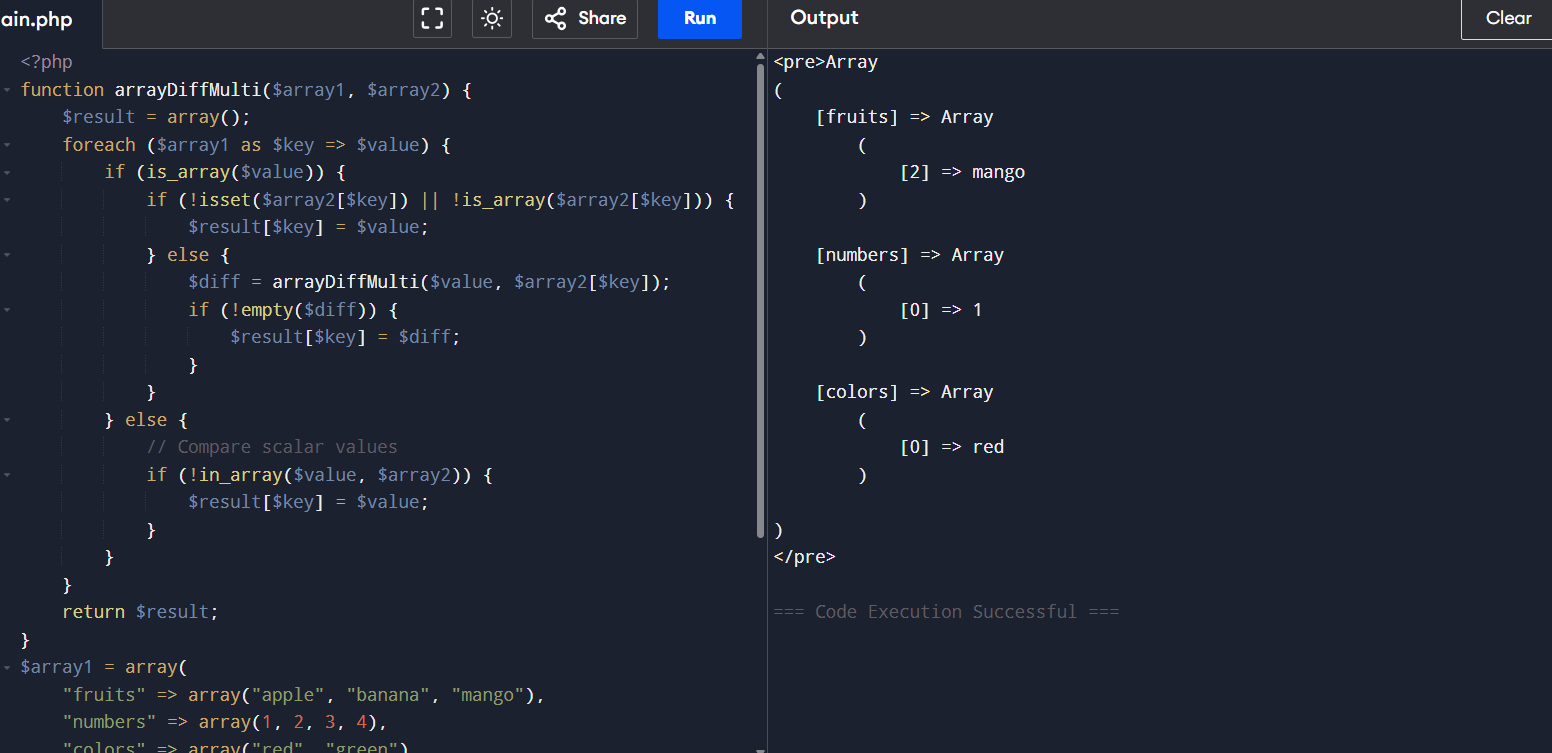 ain.php
Share
Run
Output
Clear
<?php
function arrayDiffMulti($array1, $array2) {
    $result = array();
    foreach ($array1 as $key => $value) {
        if (is_array($value)) {
            if (!isset($array2[$key]) || !is_array($array2[$key])) {
                $result[$key] = $value;
            } else {
                $diff = arrayDiffMulti($value, $array2[$key]);
                if (!empty($diff)) {
                    $result[$key] = $diff;
                }
            }
        } else {
            // Compare scalar values
            if (!in_array($value, $array2)) {
                $result[$key] = $value;
            }
        }
    }
    return $result;
}
$array1 = array(
    "fruits" => array("apple", "banana", "mango"),
    "numbers" => array(1, 2, 3, 4),
    "colors" => array("red", "green")
<pre>Array
(
    [fruits] => Array
        (
            [2] => mango
        )

    [numbers] => Array
        (
            [0] => 1
        )

    [colors] => Array
        (
            [0] => red
        )

)
</pre>

=== Code Execution Successful ===